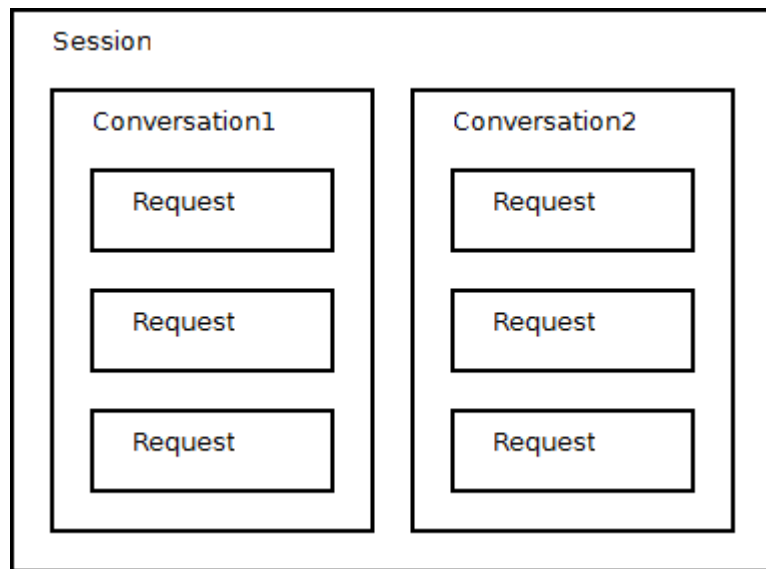 Session
Conversation1
Request
Request
Request
Conversation2
Request
Request
Request